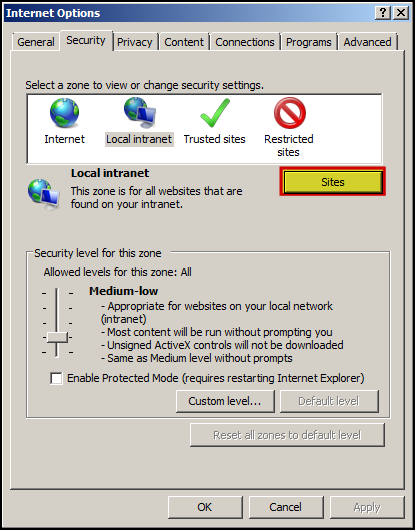 Internet Options
General Security Privacy Content Connections Programs Advanced
Select a zone to view or change security settings.
Internet Local intranet Trusted sites Restricted
sites
Local intranet
This zone is for all websites that are
found on your intranet.
Sites
Security level for this zone
Allowed levels for this zone: All
Medium-low
- Appropriate for websites on your local network
(intranet)
- Most content will be run without prompting you
- Unsigned ActiveX controls will not be downloaded
- Same as Medium level without prompts
Enable Protected Mode (requires restarting Internet Explorer)
Custom level... Default level
Reset all zones to default level
OK Cancel Apply